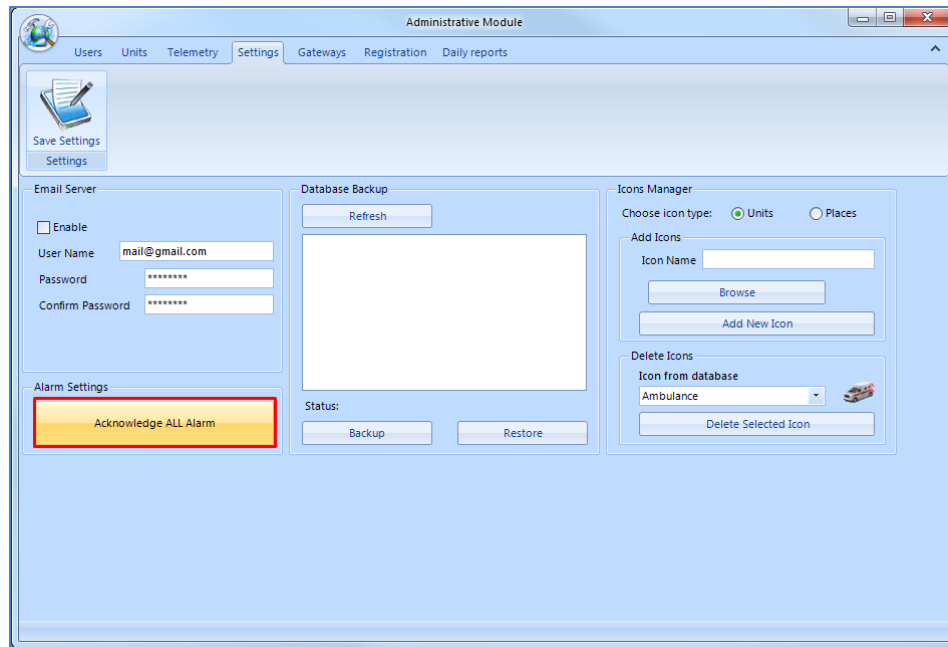 Administrative Module
Users Units Telemetry Settings Gateways Registration Daily reports
Save Settings
Settings
Email Server
Enable
User Name mail@gmail.com
Password ********
Confirm Password ********
Alarm Settings
Acknowledge ALL Alarm
Database Backup
Refresh
Status:
Backup Restore
Icons Manager
Choose icon type: Units Places
Add Icons
Icon Name
Browse
Add New Icon
Delete Icons
Icon from database
Ambulance
Delete Selected Icon